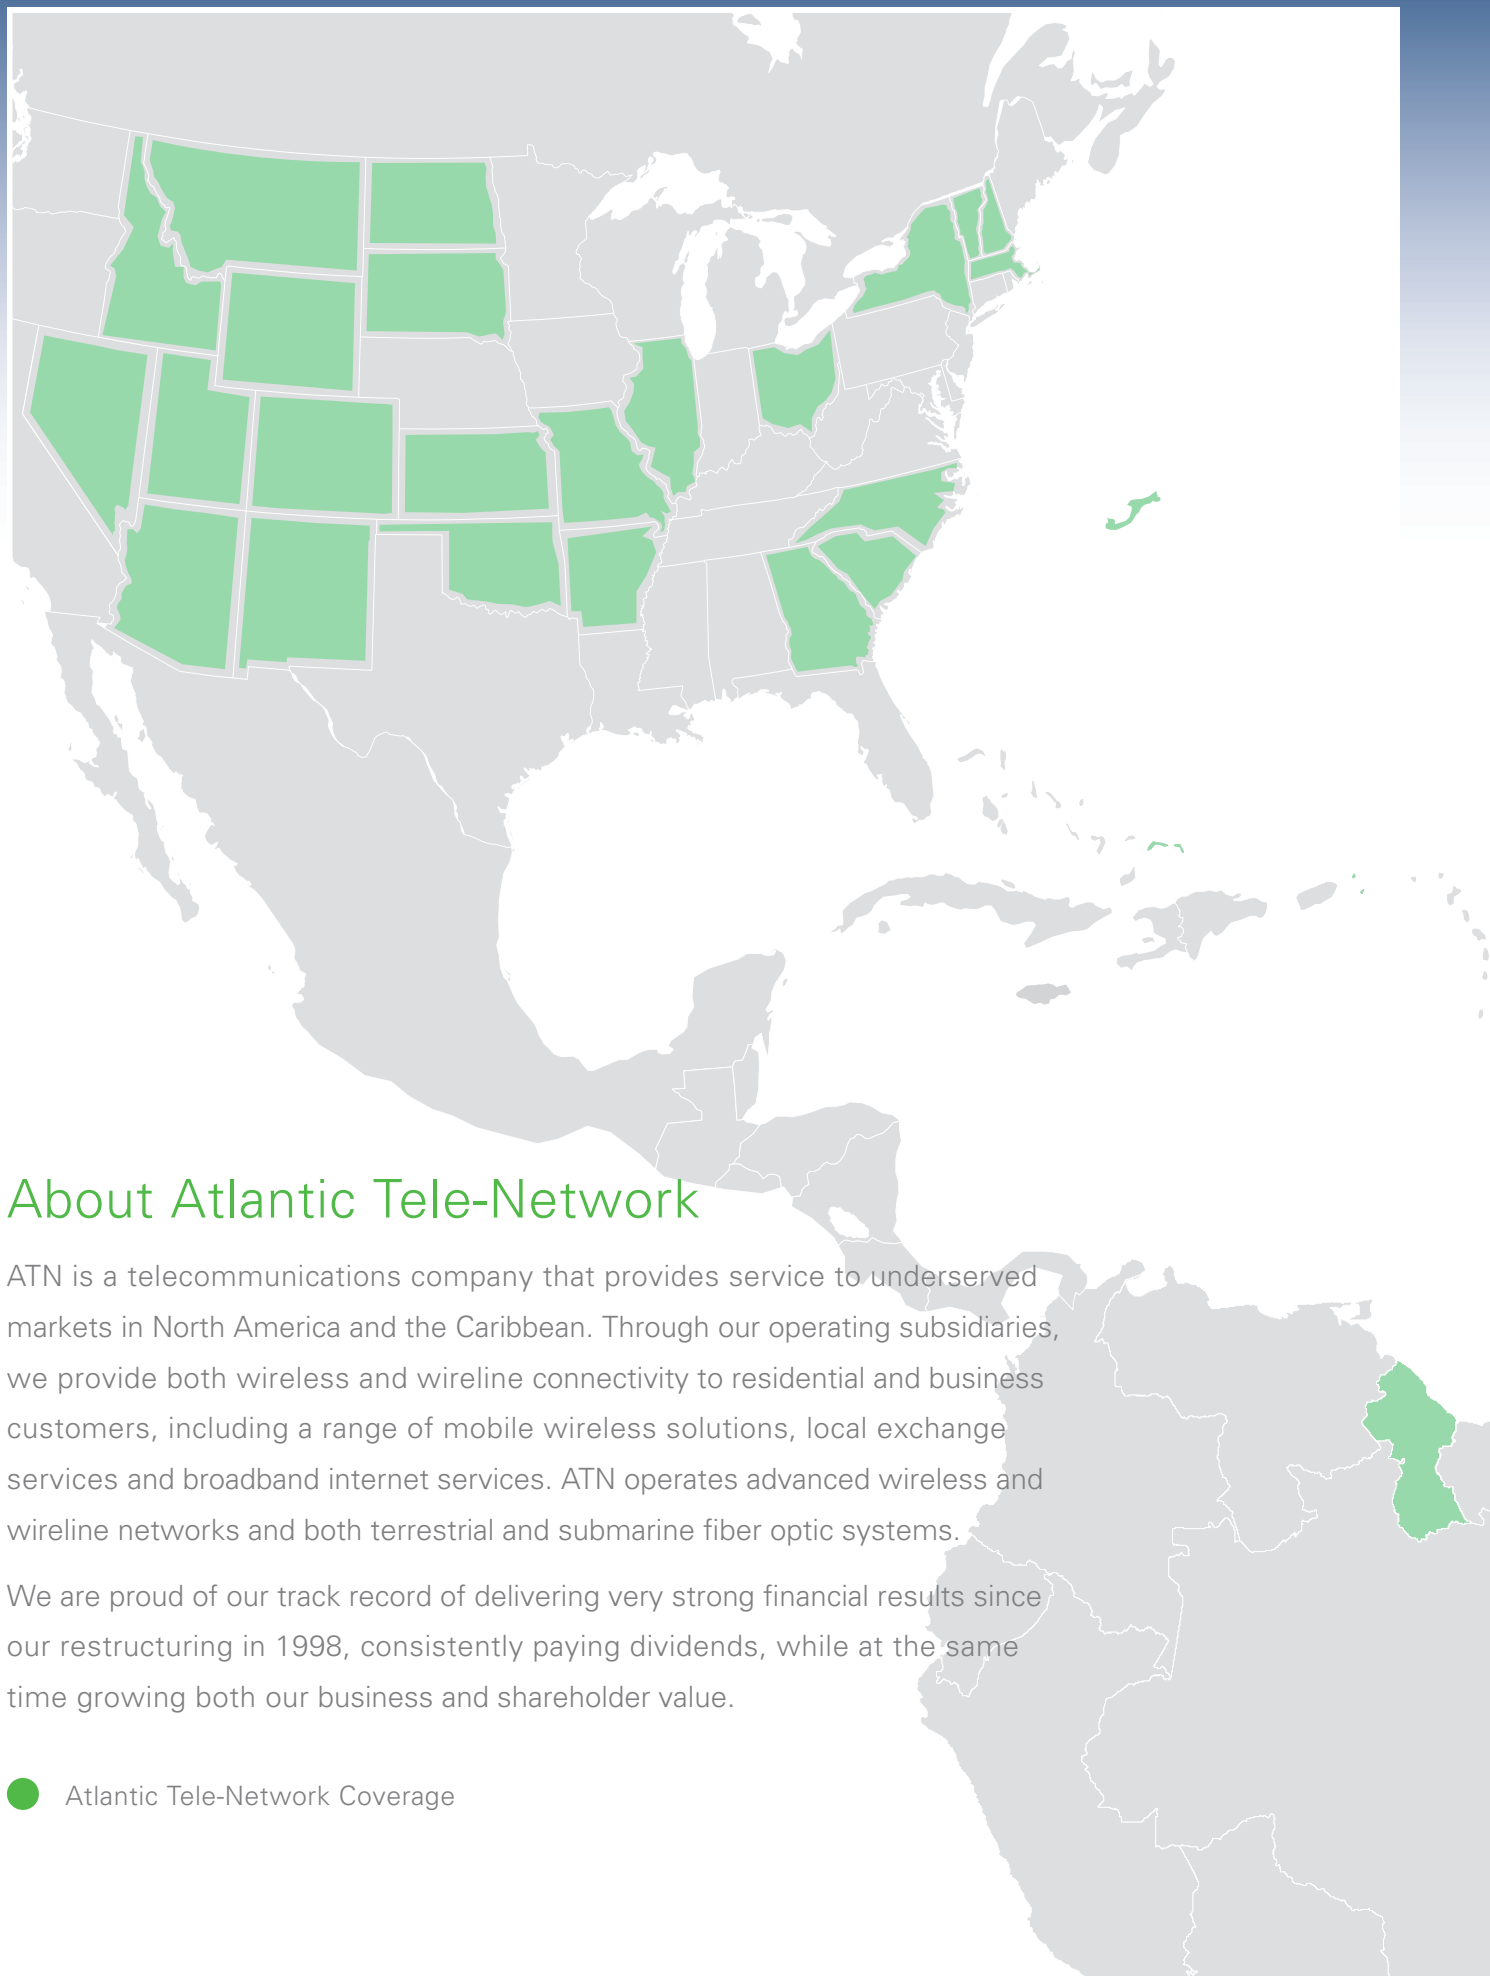 About Atlantic Tele-Network
ATN is a telecommunications company that provides service to underserved
markets in North America and the Caribbean. Through our operating subsidiaries,
we provide both wireless and wireline connectivity to residential and business
customers, including a range of mobile wireless solutions, local exchange
services and broadband internet services. ATN operates advanced wireless and
wireline networks and both terrestrial and submarine fiber optic systems.
We are proud of our track record of delivering very strong financial results since
our restructuring in 1998, consistently paying dividends, while at the same
time growing both our business and shareholder value.
Atlantic Tele-Network Coverage